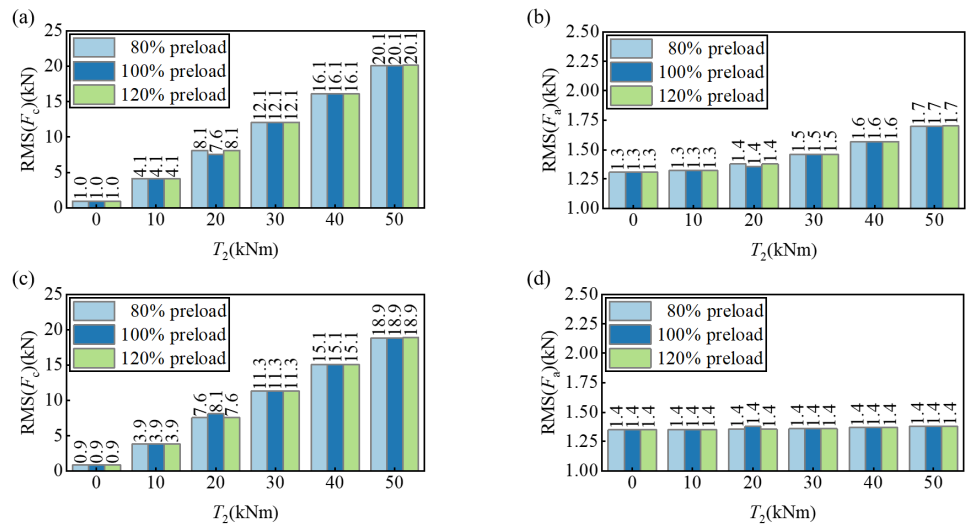 (a)
25
20
15
10
5
0
RMS(Fc)(kN)
80% preload
100% preload
120% preload
1.0 1.0 1.0
4.1 4.1 4.1
8.1 7.6 8.1
12.1 12.1 12.1
16.1 16.1 16.1
20.1 20.1 20.1
0 10 20 30 40 50
T2(kNm)
(b)
2.50
2.25
2.00
1.75
1.50
1.25
1.00
RMS(Fa)(kN)
80% preload
100% preload
120% preload
1.3 1.3 1.3
1.3 1.3 1.3
1.4 1.4 1.4
1.5 1.5 1.5
1.6 1.6 1.6
1.7 1.7 1.7
0 10 20 30 40 50
T2(kNm)
(c)
25
20
15
10
5
0
RMS(Fc)(kN)
80% preload
100% preload
120% preload
0.9 0.9 0.9
3.9 3.9 3.9
7.6 8.1 7.6
11.3 11.3 11.3
15.1 15.1 15.1
18.9 18.9 18.9
0 10 20 30 40 50
T2(kNm)
(d)
2.50
2.25
2.00
1.75
1.50
1.25
1.00
RMS(Fa)(kN)
80% preload
100% preload
120% preload
1.4 1.4 1.4
1.4 1.4 1.4
1.4 1.4 1.4
1.4 1.4 1.4
1.4 1.4 1.4
1.4 1.4 1.4
0 10 20 30 40 50
T2(kNm)